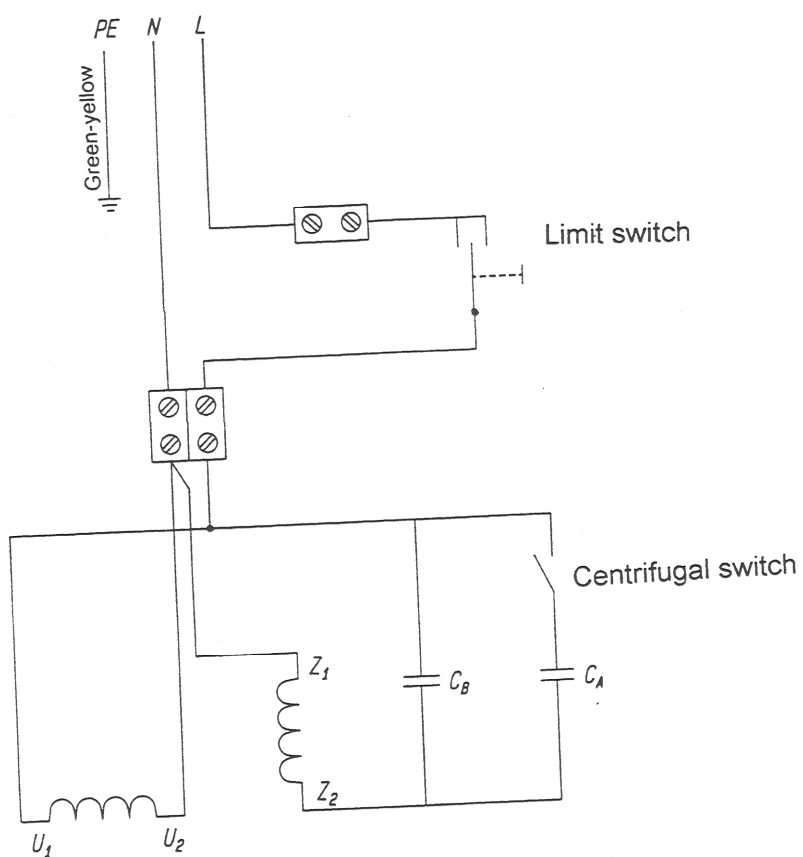 PE N L
Green-yellow
Limit switch
Centrifugal switch
Z1
CB
CA
Z2
U1
U2